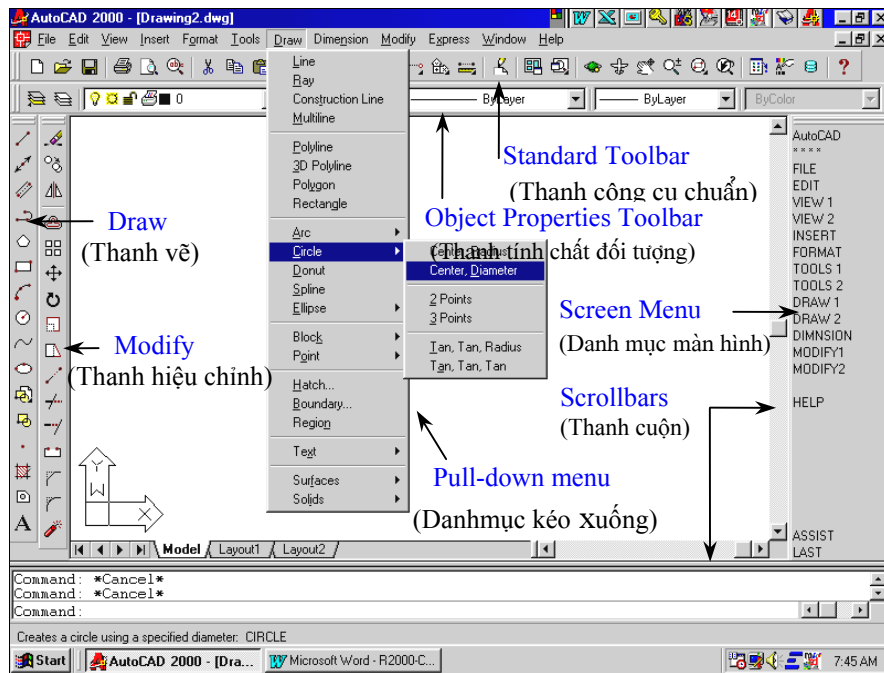 AutoCAD 2000 - [Drawing2.dwg]
File Edit View Insert Format Tools Draw Dimension Modify Express Window Help
0
ByLayer
ByLayer
ByColor
Line
Ray
Construction Line
Multiline
Polyline
3D Polyline
Polygon
Rectangle
Arc
Circle
Donut
Spline
Ellipse
Block
Point
Hatch...
Boundary...
Region
Text
Surfaces
Solids
Center, Radius
Center, Diameter
2 Points
3 Points
Tan, Tan, Radius
Tan, Tan, Tan
Standard Toolbar
(Thanh công cu chuẩn)
Object Properties Toolbar
(Thanh tính chất đối tượng)
Draw
(Thanh vẽ)
Modify
(Thanh hiệu chỉnh)
Screen Menu
(Danh mục màn hình)
Scrollbars
(Thanh cuộn)
Pull-down menu
(Danhmục kéo xuống)
AutoCAD
* * * *
FILE
EDIT
VIEW 1
VIEW 2
INSERT
FORMAT
TOOLS 1
TOOLS 2
DRAW 1
DRAW 2
DIMNSION
MODIFY1
MODIFY2
HELP
ASSIST
LAST
Y
W
X
A
Model Layout1 Layout2
Command: *Cancel*
Command: *Cancel*
Command:
Creates a circle using a specified diameter: CIRCLE
Start AutoCAD 2000 - [Dra... Microsoft Word - R2000-C... 7:45 AM